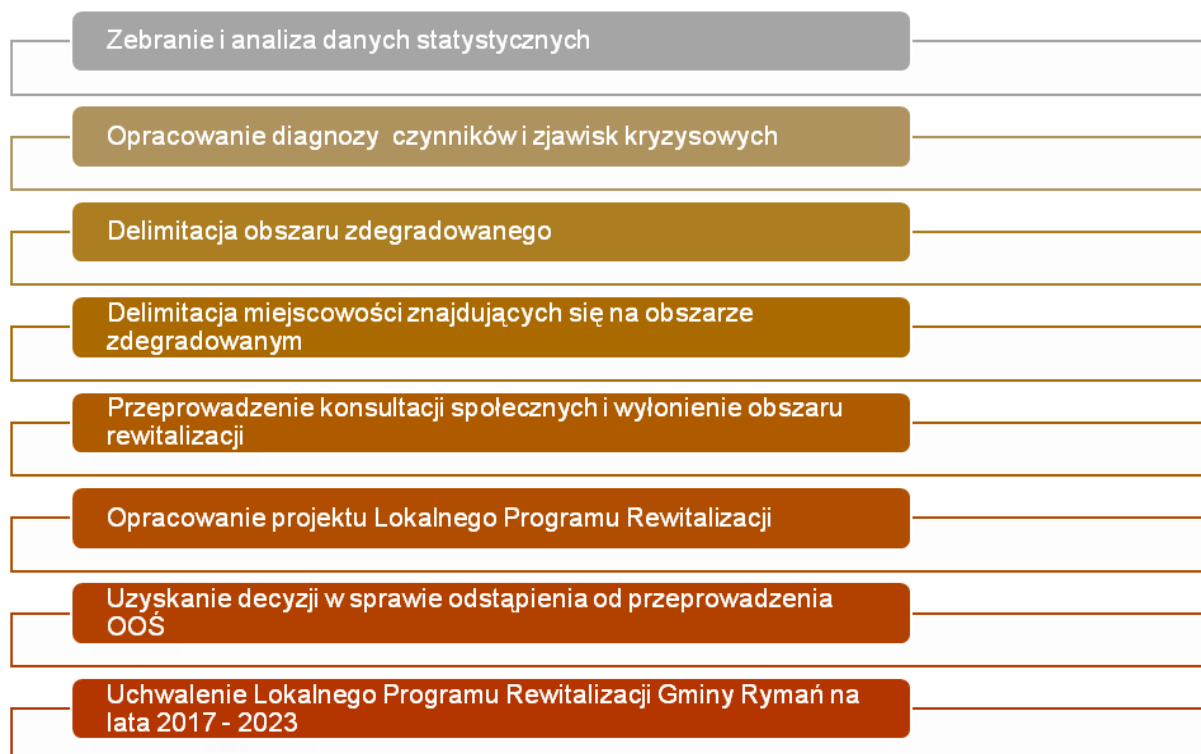 Zebranie i analiza danych statystycznych
Opracowanie diagnozy czynników i zjawisk kryzysowych
Delimitacja obszaru zdegradowanego
Delimitacja miejscowości znajdujących się na obszarze
zdegradowanym
Przeprowadzenie konsultacji społecznych i wyłonienie obszaru
rewitalizacji
Opracowanie projektu Lokalnego Programu Rewitalizacji
Uzyskanie decyzji w sprawie odstąpienia od przeprowadzenia
OOŚ
Uchwalenie Lokalnego Programu Rewitalizacji Gminy Rymań na
lata 2017 - 2023